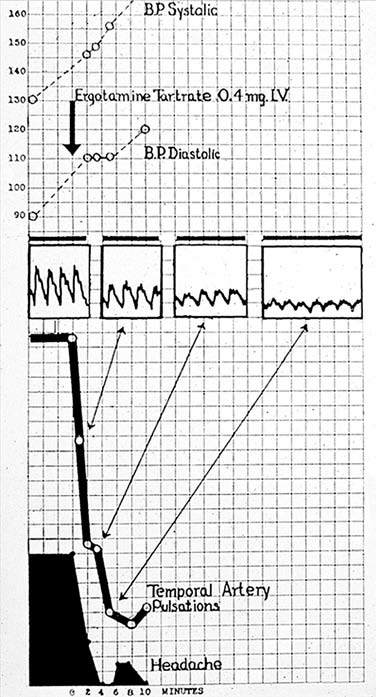 160
B.P. Systolic
150
140
130
Ergotamine Tartrate 0.4 mg. I.V.
120
110
B.P. Diastolic
100
90
Temporal Artery
Pulsations
Headache
0 2 4 6 8 10 MINUTES